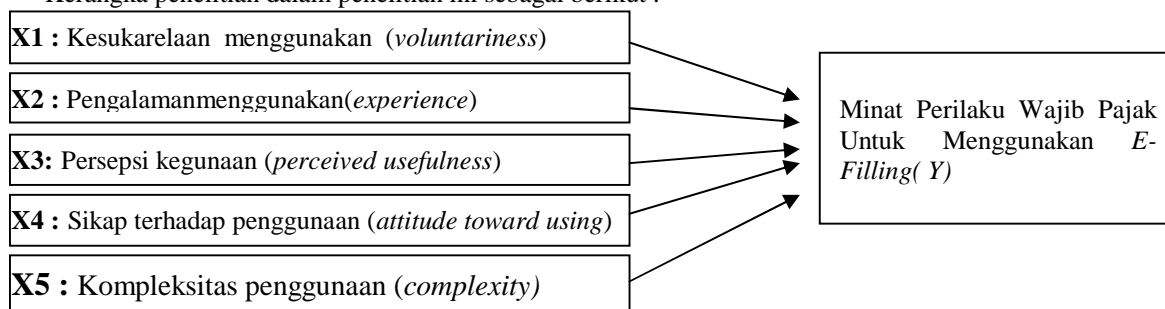 Kerangka penelitian dalam penelitian ini sebagai berikut :
X1 : Kesukarelaan menggunakan (voluntariness)
X2 : Pengalamanmenggunakan(experience)
X3: Persepsi kegunaan (perceived usefulness)
X4 : Sikap terhadap penggunaan (attitude toward using)
X5 : Kompleksitas penggunaan (complexity)
Minat Perilaku Wajib Pajak
Untuk Menggunakan E-
Filling( Y)